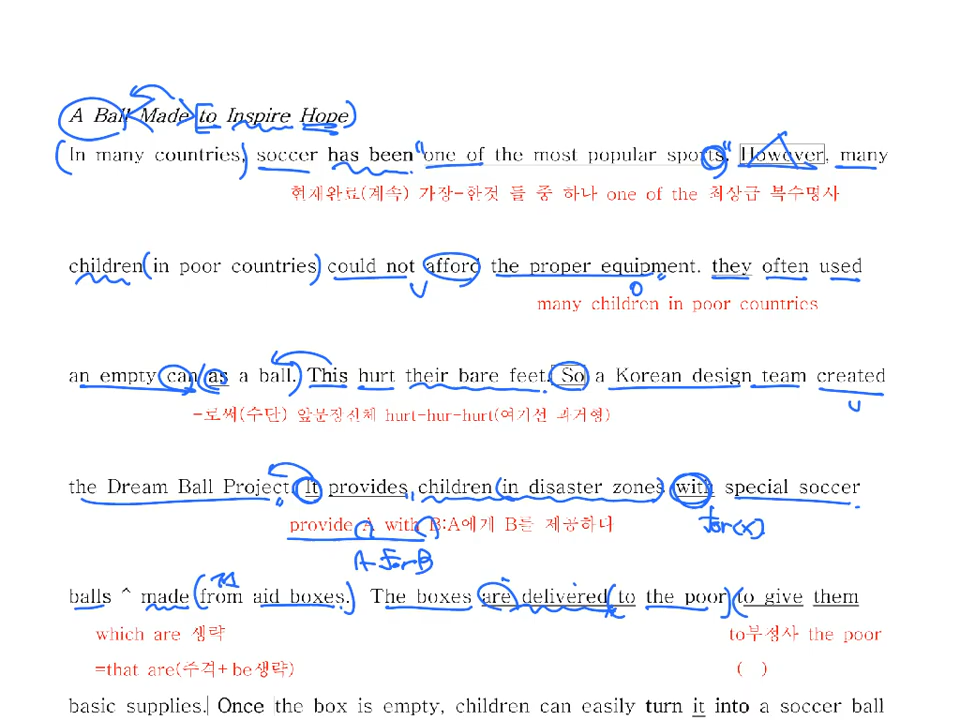 A Ball Made to Inspire Hope
In many countries, soccer has been one of the most popular sports. However, many
현재완료(계속) 가장-한것 들 중 하나 one of the 최상급 복수명사
children in poor countries could not afford the proper equipment. they often used
many children in poor countries
an empty can as a ball. This hurt their bare feet. So a Korean design team created
-로써(수단) 앞문장전체 hurt-hur-hurt(여기선 과거형)
the Dream Ball Project. It provides children in disaster zones with special soccer
provide A with B:A에게 B를 제공하다
for(x)
A for B
balls ^ made from aid boxes. The boxes are delivered to the poor to give them
which are 생략
to부정사 the poor
=that are(주격+ be생략)
( )
basic supplies. Once the box is empty, children can easily turn it into a soccer ball